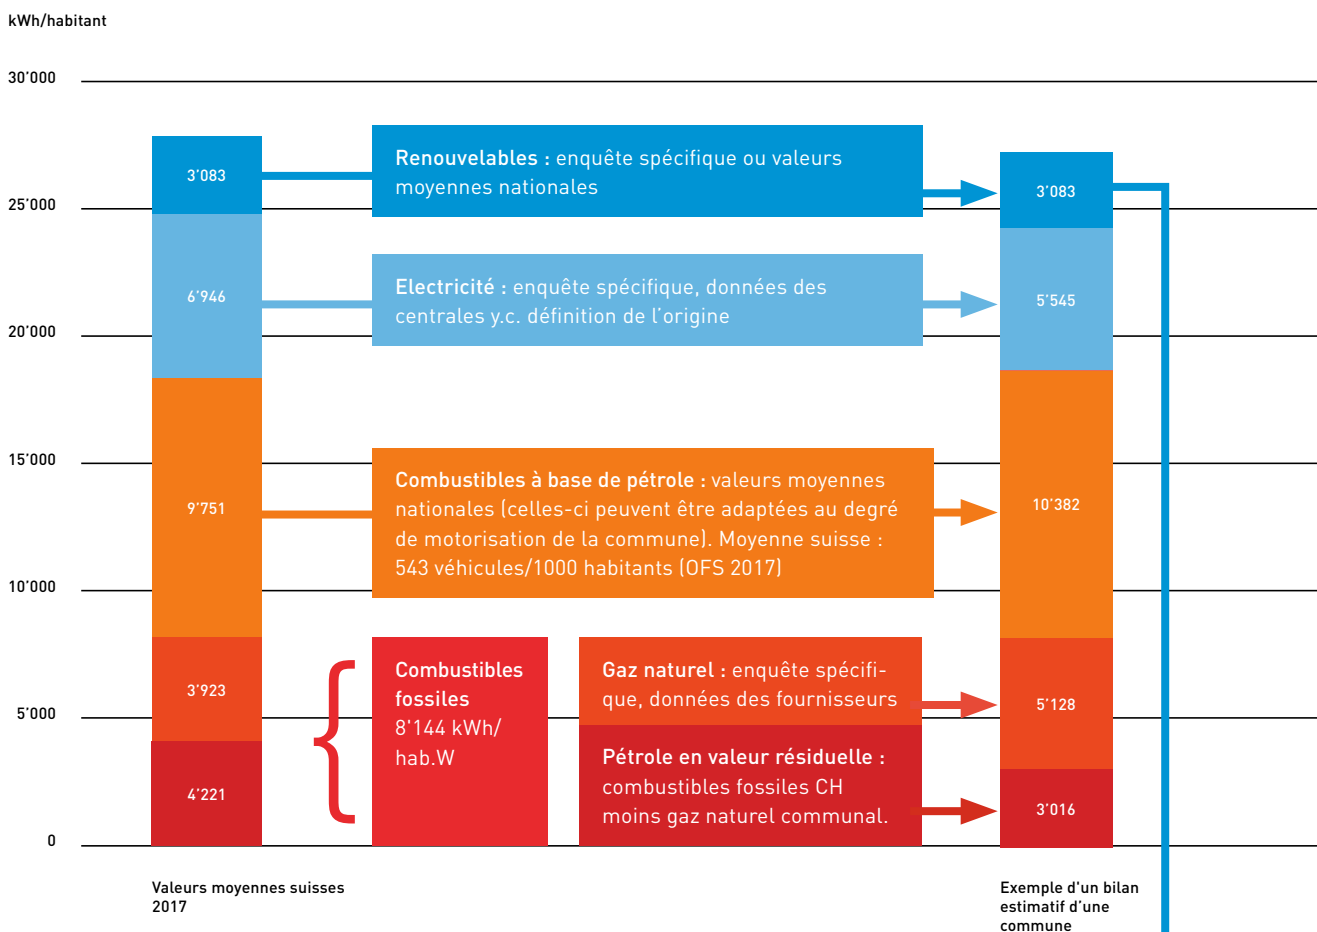 kWh/habitant
30'000
25'000
20'000
15'000
10'000
5'000
0
3'083
6'946
9'751
3'923
4'221
Renouvelables : enquête spécifique ou valeurs
moyennes nationales
Electricité : enquête spécifique, données des
centrales y.c. définition de l'origine
Combustibles à base de pétrole : valeurs moyennes
nationales (celles-ci peuvent être adaptées au degré
de motorisation de la commune). Moyenne suisse :
543 véhicules/1000 habitants (OFS 2017)
Combustibles
fossiles
8'144 kWh/
hab.W
Gaz naturel : enquête spécifi-
que, données des fournisseurs
Pétrole en valeur résiduelle :
combustibles fossiles CH
moins gaz naturel communal.
3'083
5'545
10'382
5'128
3'016
Valeurs moyennes suisses
2017
Exemple d'un bilan
estimatif d'une
commune